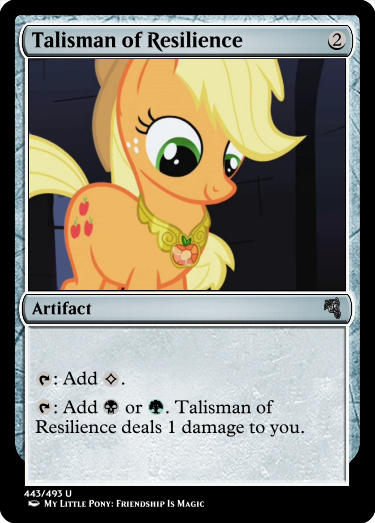 Talisman of Resilience 2
Artifact
: Add .
: Add or . Talisman of
Resilience deals 1 damage to you.
443/493 U
My Little Pony: Friendship Is Magic